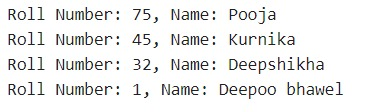 Roll Number: 75, Name: Pooja
Roll Number: 45, Name: Kurnika
Roll Number: 32, Name: Deepshikha
Roll Number: 1, Name: Deepoo bhawel